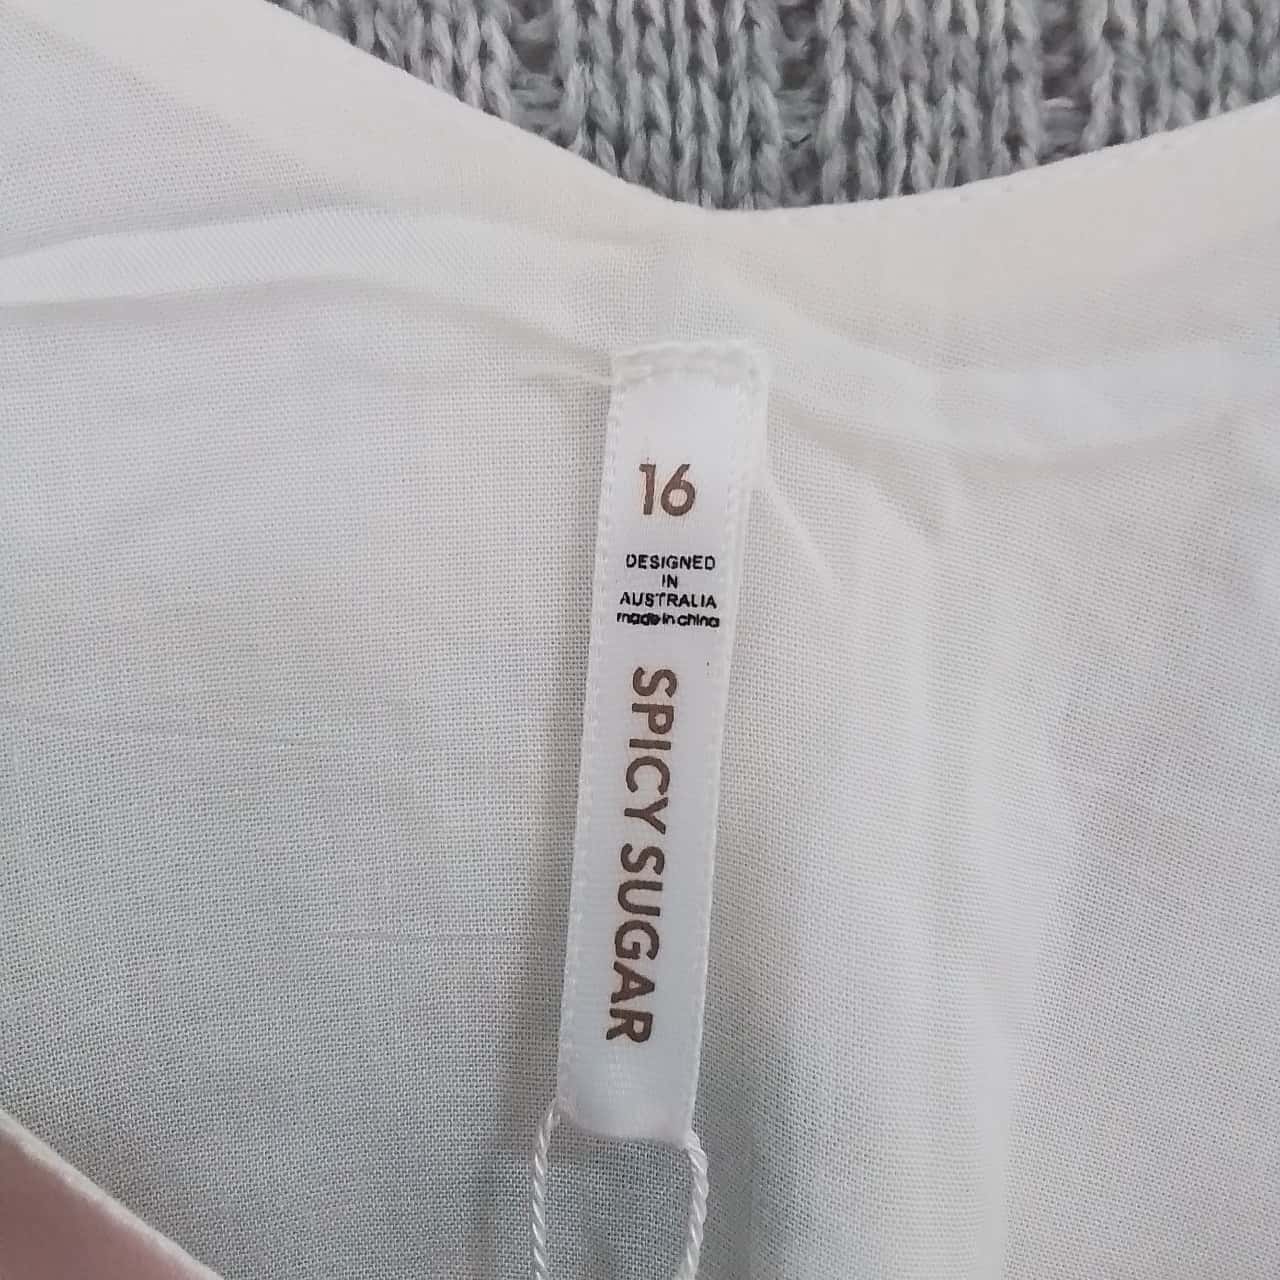 16
DESIGNED
IN
AUSTRALIA
made in china
SPICY SUGAR